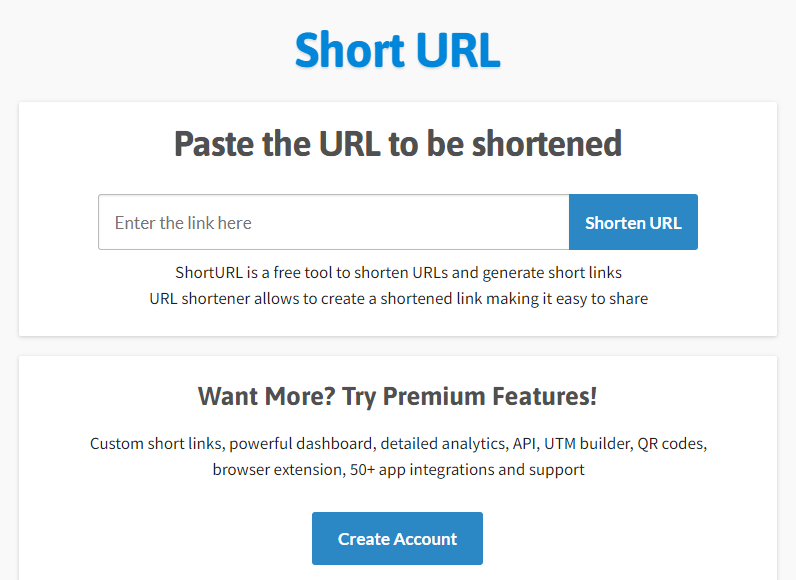 Short URL
Paste the URL to be shortened
Enter the link here
Shorten URL
ShortURL is a free tool to shorten URLs and generate short links
URL shortener allows to create a shortened link making it easy to share
Want More? Try Premium Features!
Custom short links, powerful dashboard, detailed analytics, API, UTM builder, QR codes,
browser extension, 50+ app integrations and support
Create Account